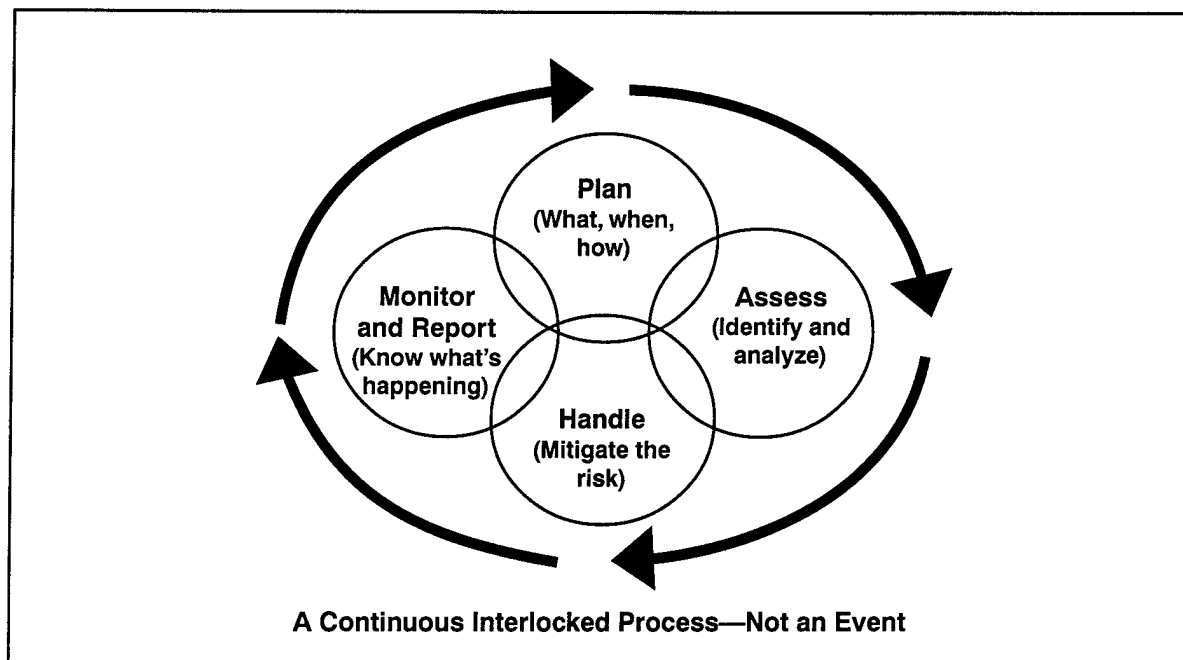 Plan
(What, when,
how)
Monitor
and Report
(Know what's
happening)
Assess
(Identify and
analyze)
Handle
(Mitigate the
risk)
A Continuous Interlocked Process—Not an Event